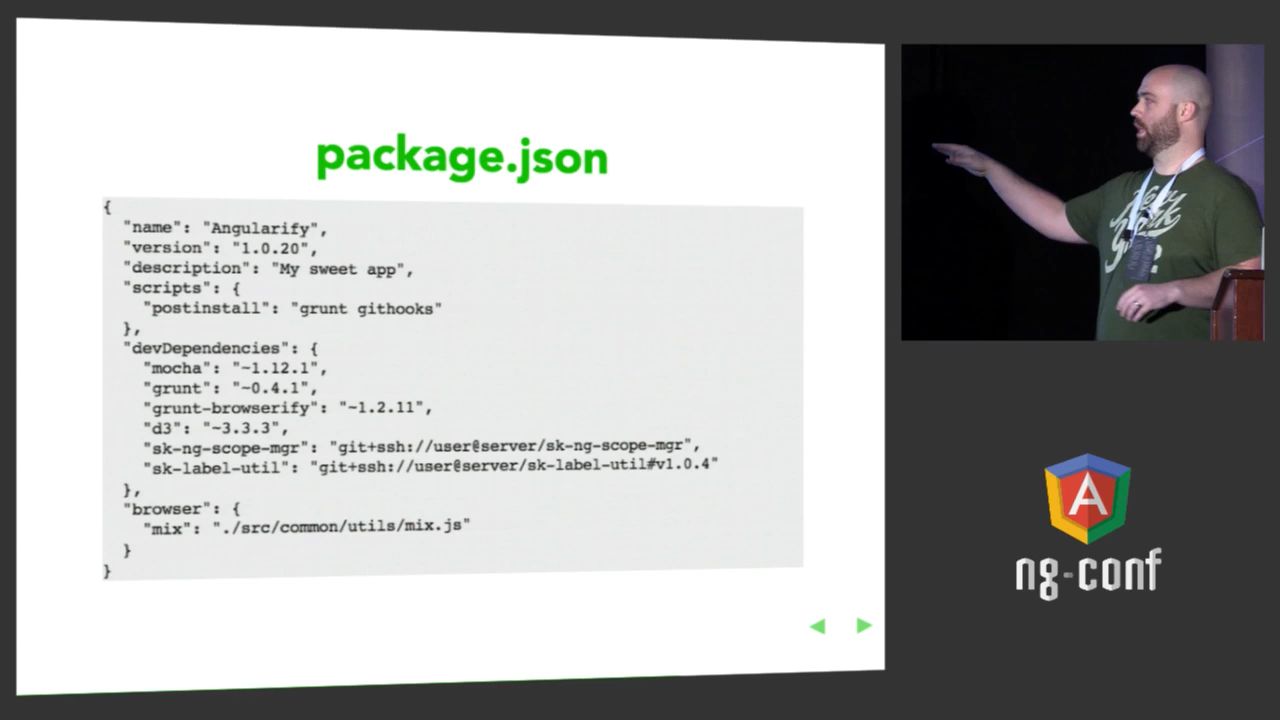 package.json
{
"name": "Angularify",
"version": "1.0.20",
"description": "My sweet app",
"scripts": {
"postinstall": "grunt githooks"
},
"devDependencies": {
"mocha": "~1.12.1",
"grunt": "~0.4.1",
"grunt-browserify": "~1.2.11",
"d3": "~3.3.3",
"sk-ng-scope-mgr": "git+ssh://user@server/sk-ng-scope-mgr",
"sk-label-util": "git+ssh://user@server/sk-label-util#v1.0.4"
},
"browser": {
"mix": "./src/common/utils/mix.js"
}
}
A
ng-conf